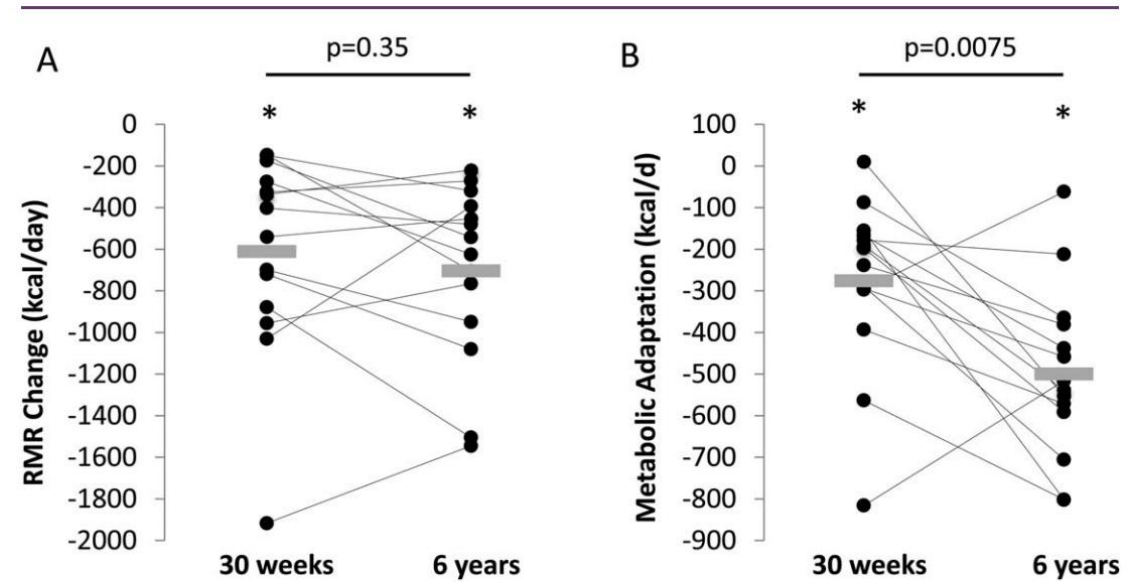 A
p=0.35
*
*
RMR Change (kcal/day)
0
-200
-400
-600
-800
-1000
-1200
-1400
-1600
-1800
-2000
30 weeks
6 years
B
p=0.0075
*
*
Metabolic Adaptation (kcal/d)
100
0
-100
-200
-300
-400
-500
-600
-700
-800
-900
30 weeks
6 years